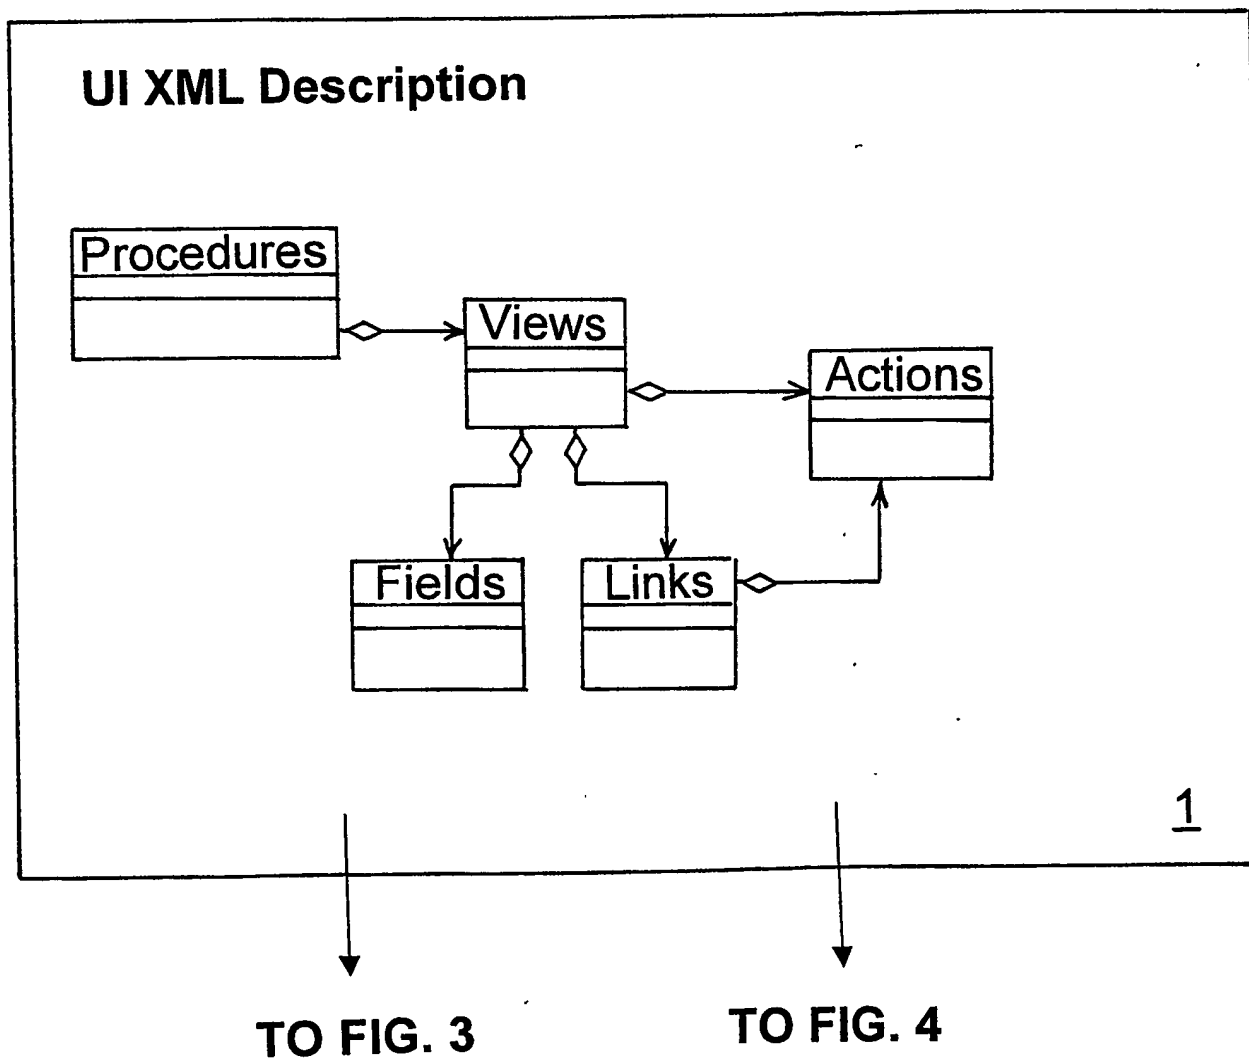 UI XML Description
Procedures
Views
Actions
Fields
Links
1
TO FIG. 3
TO FIG. 4